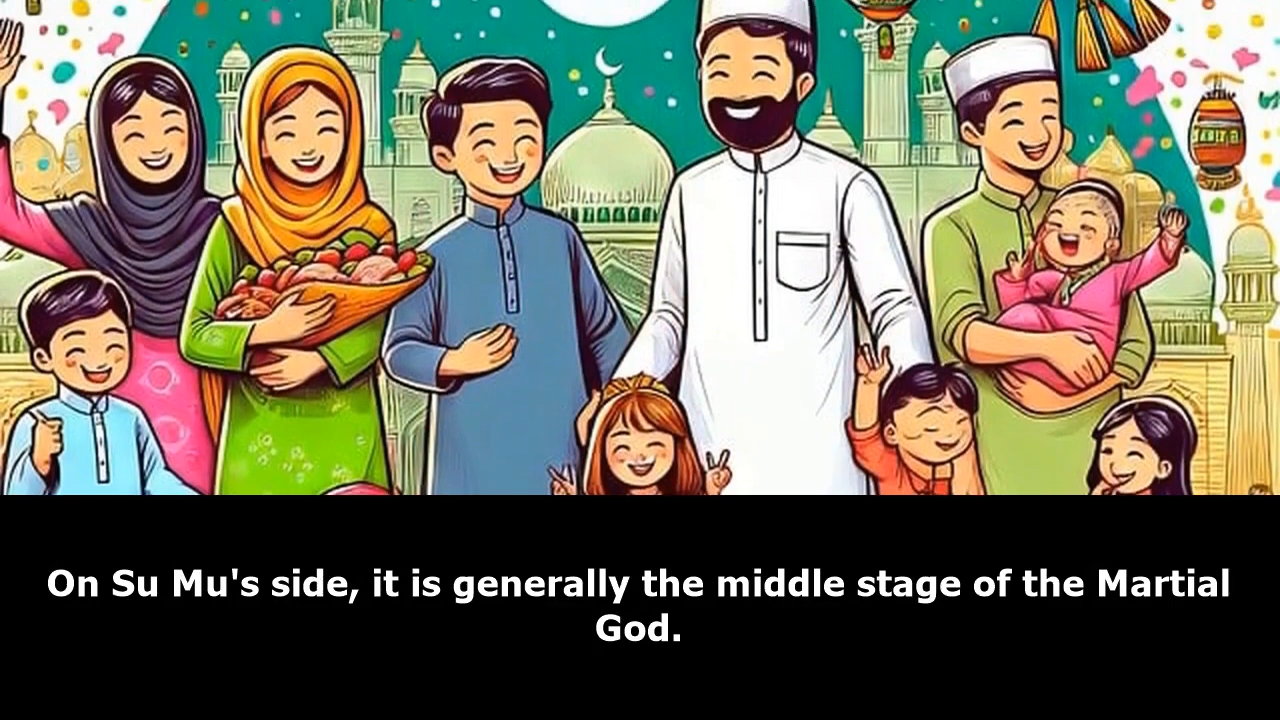 On Su Mu's side, it is generally the middle stage of the Martial
God.